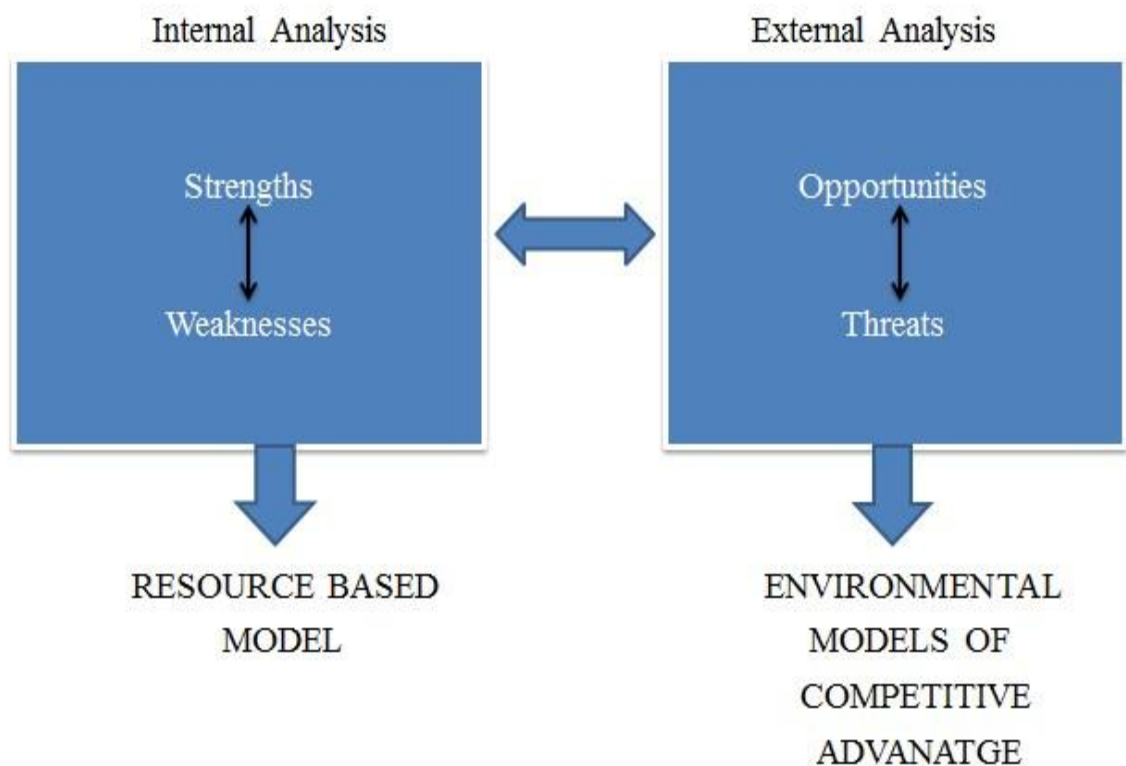 Internal Analysis
External Analysis
Strengths
Opportunities
Weaknesses
Threats
RESOURCE BASED
MODEL
ENVIRONMENTAL
MODELS OF
COMPETITIVE
ADVANATGE